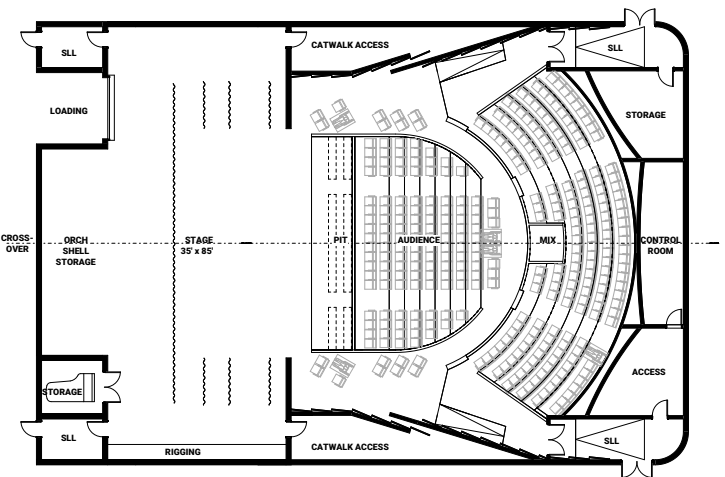 CATWALK ACCESS
SLL
SLL
LOADING
STORAGE
CROSS-
OVER
ORCH
SHELL
STORAGE
STAGE
35' x 85'
PIT
AUDIENCE
MIX
CONTROL
ROOM
ACCESS
STORAGE
SLL
RIGGING
CATWALK ACCESS
SLL